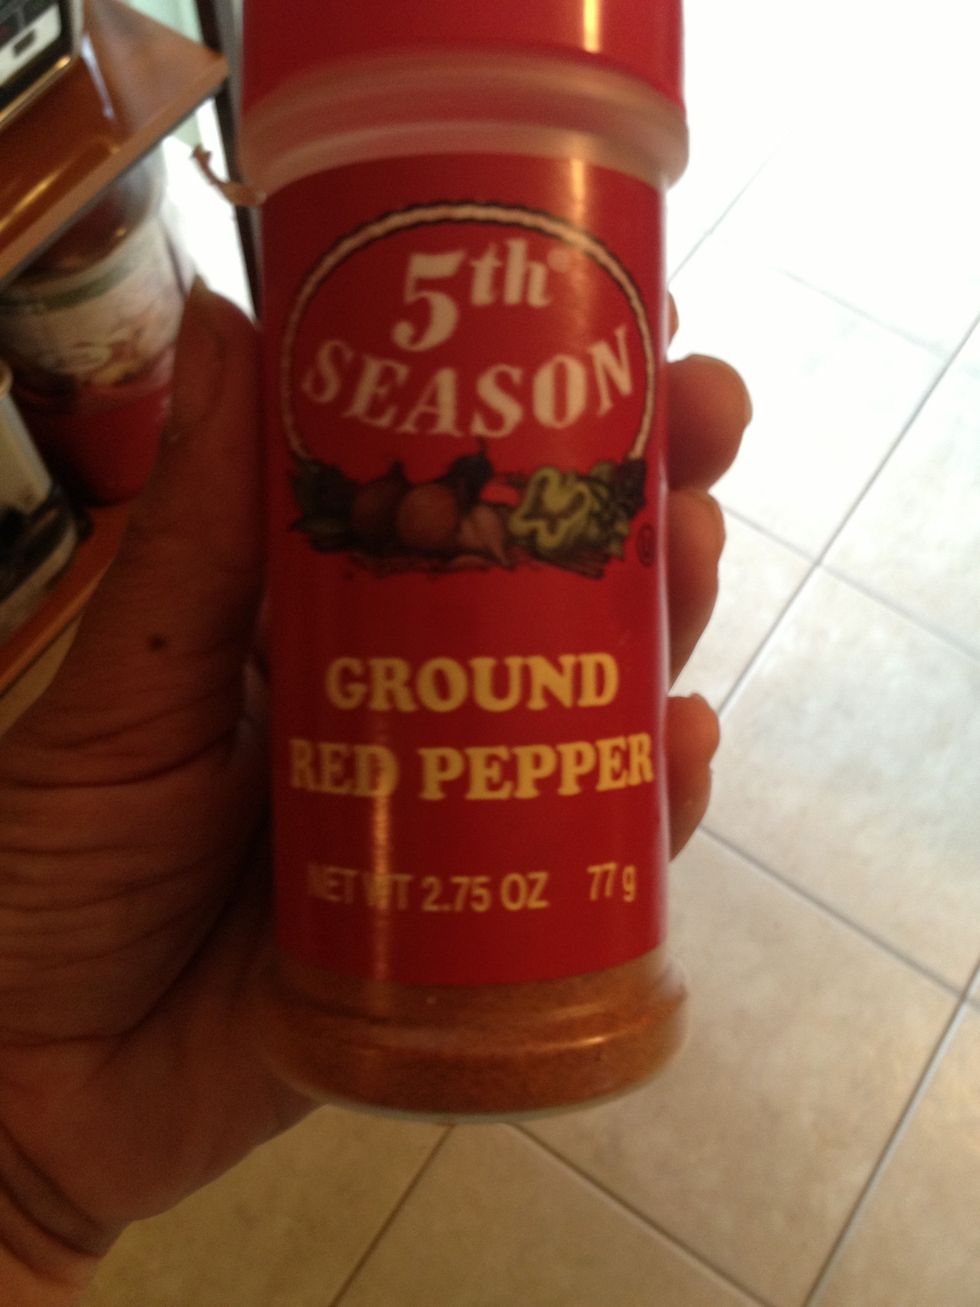 5th®
SEASON
®
GROUND
RED PEPPER
NET WT 2.75 OZ 77 g